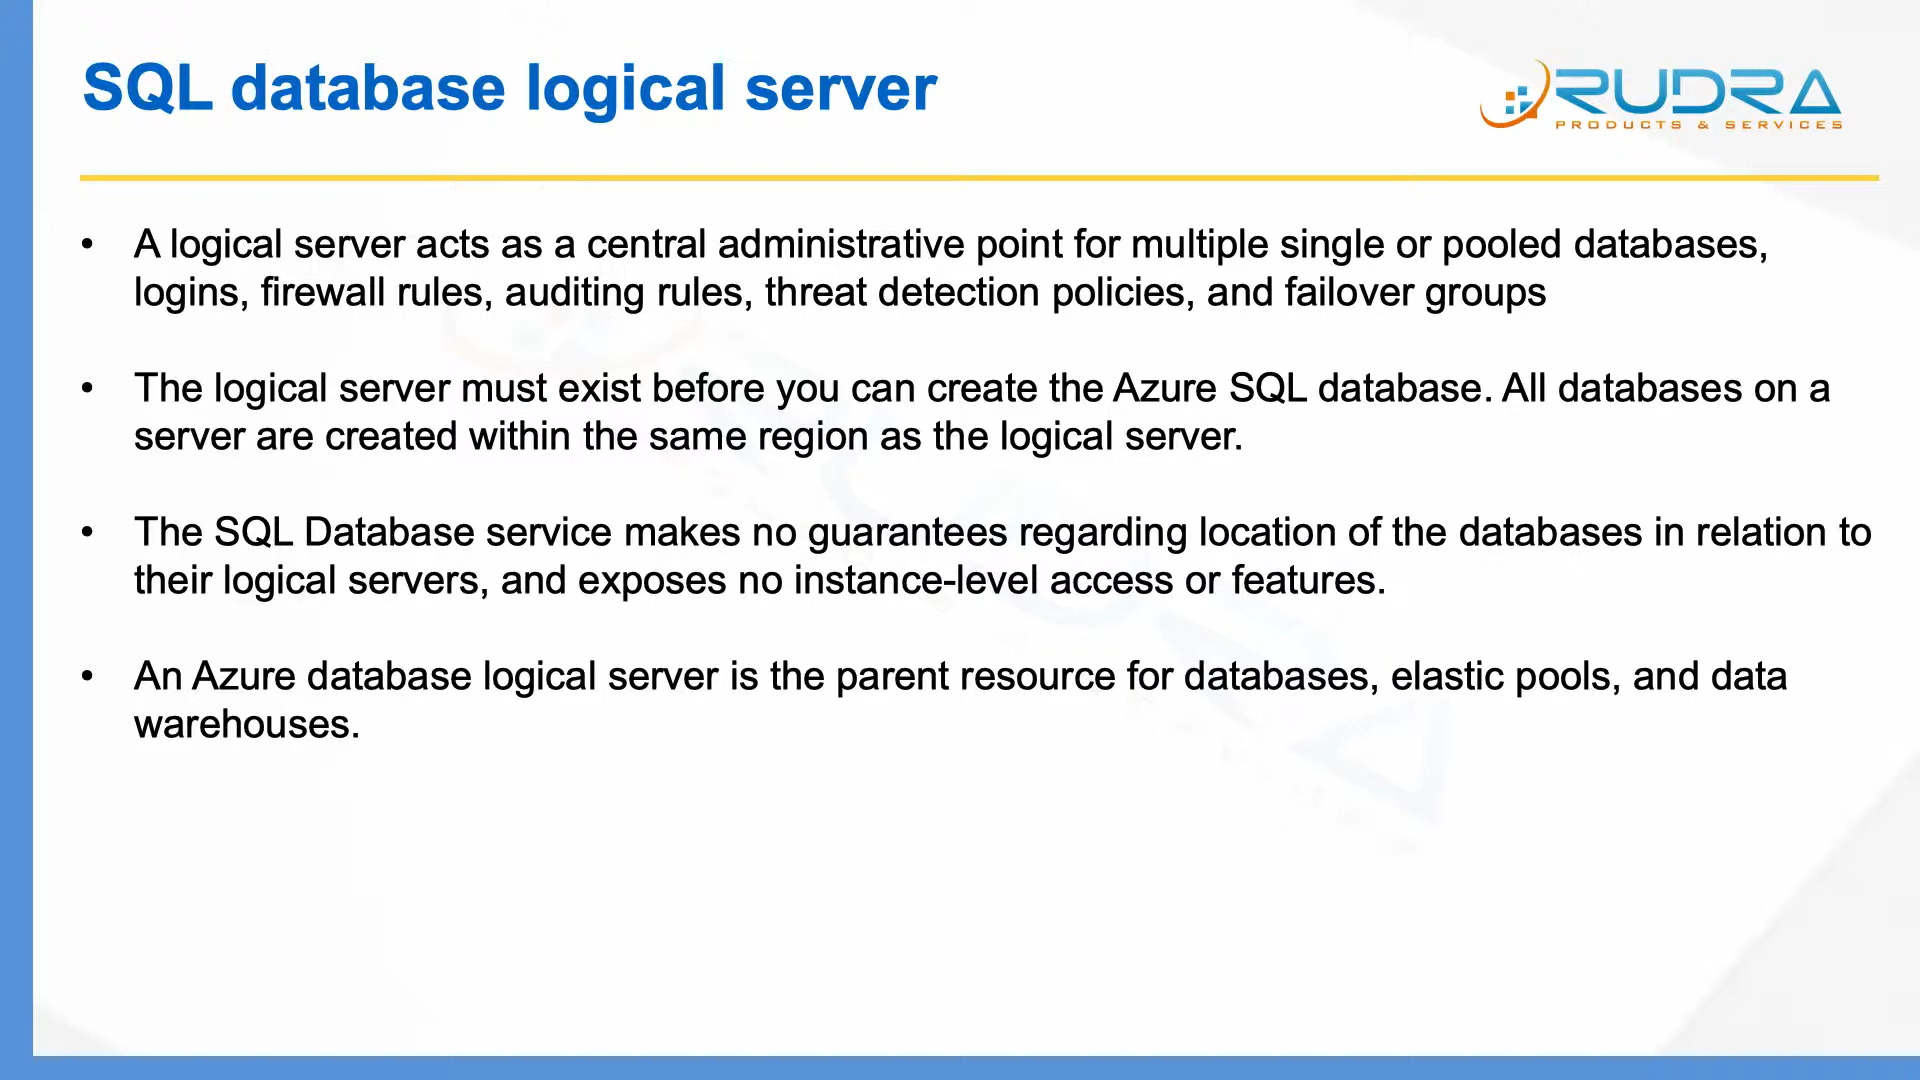 SQL database logical server
RUDRA
PRODUCTS & SERVICES
• A logical server acts as a central administrative point for multiple single or pooled databases,
logins, firewall rules, auditing rules, threat detection policies, and failover groups
• The logical server must exist before you can create the Azure SQL database. All databases on a
server are created within the same region as the logical server.
• The SQL Database service makes no guarantees regarding location of the databases in relation to
their logical servers, and exposes no instance-level access or features.
• An Azure database logical server is the parent resource for databases, elastic pools, and data
warehouses.